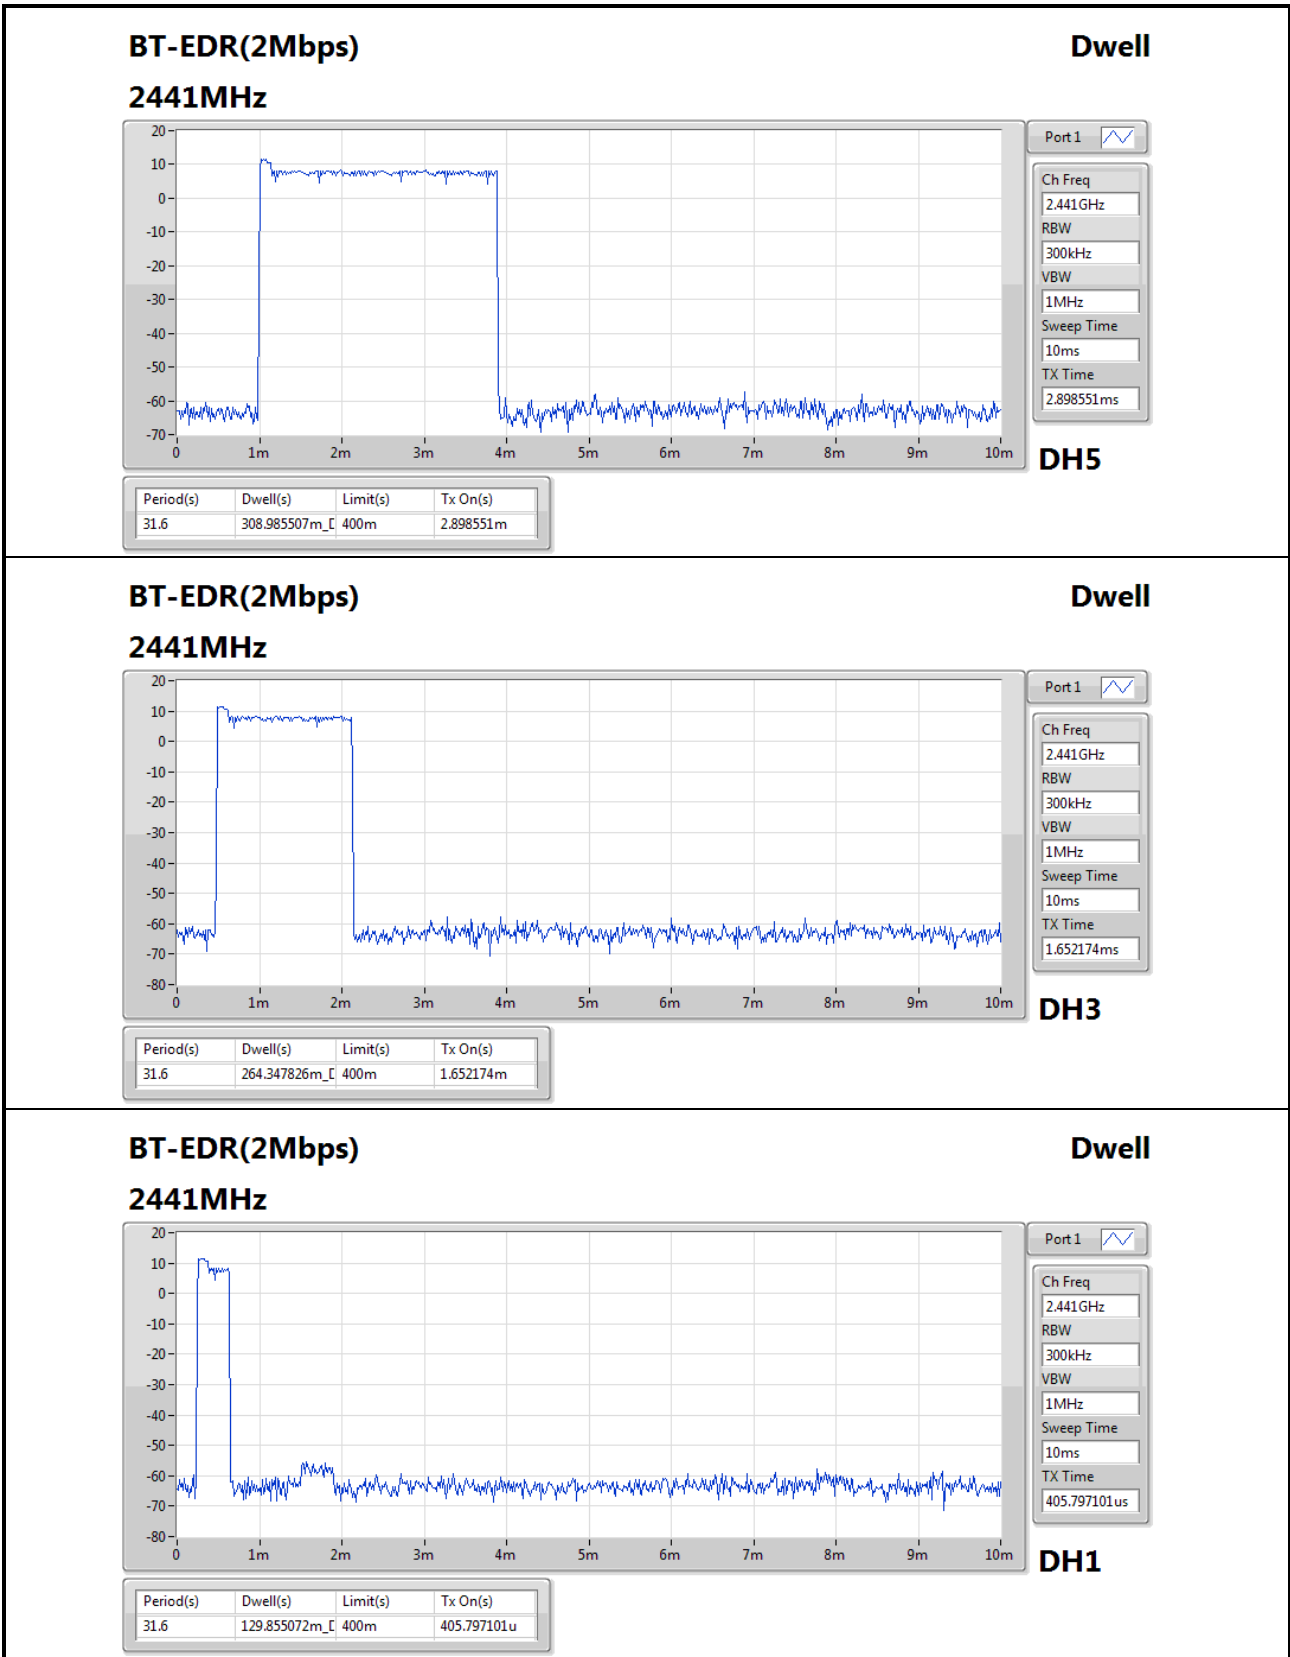 BT-EDR(2Mbps) Dwell
2441MHz
20
10
0
-10
-20
-30
-40
-50
-60
-70
0 1m 2m 3m 4m 5m 6m 7m 8m 9m 10m
Port 1
Ch Freq
2.441GHz
RBW
300kHz
VBW
1MHz
Sweep Time
10ms
TX Time
2.898551ms
DH5
Period(s) Dwell(s) Limit(s) Tx On(s)
31.6 308.985507m_ 400m 2.898551m
BT-EDR(2Mbps) Dwell
2441MHz
20
10
0
-10
-20
-30
-40
-50
-60
-70
-80
0 1m 2m 3m 4m 5m 6m 7m 8m 9m 10m
Port 1
Ch Freq
2.441GHz
RBW
300kHz
VBW
1MHz
Sweep Time
10ms
TX Time
1.652174ms
DH3
Period(s) Dwell(s) Limit(s) Tx On(s)
31.6 264.347826m_ 400m 1.652174m
BT-EDR(2Mbps) Dwell
2441MHz
20
10
0
-10
-20
-30
-40
-50
-60
-70
-80
0 1m 2m 3m 4m 5m 6m 7m 8m 9m 10m
Port 1
Ch Freq
2.441GHz
RBW
300kHz
VBW
1MHz
Sweep Time
10ms
TX Time
405.797101us
DH1
Period(s) Dwell(s) Limit(s) Tx On(s)
31.6 129.855072m_ 400m 405.797101u